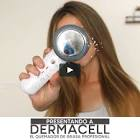 PRESENTANDO A
DERMACELL
EL QUEMADOR DE GRASA PROFESIONAL